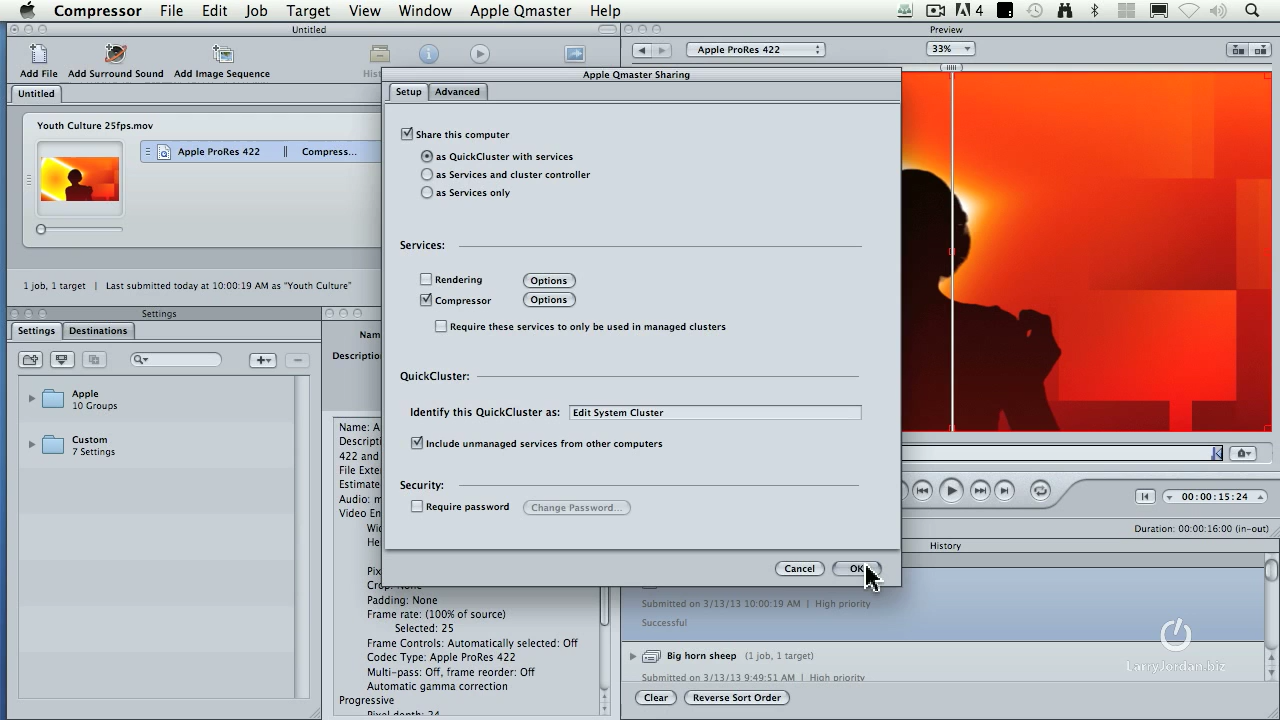 Compressor File Edit Job Target View Window Apple Qmaster Help
4
Untitled
Preview
Add File Add Surround Sound Add Image Sequence
Apple ProRes 422
33%
Untitled
Youth Culture 25fps.mov
Apple ProRes 422 Compress...
1 job, 1 target | Last submitted today at 10:00:19 AM as "Youth Culture"
Settings
Settings Destinations
Apple
10 Groups
Custom
7 Settings
Apple Qmaster Sharing
Setup Advanced
Share this computer
as QuickCluster with services
as Services and cluster controller
as Services only
Services:
Rendering Options
Compressor Options
Require these services to only be used in managed clusters
QuickCluster:
Identify this QuickCluster as: Edit System Cluster
Include unmanaged services from other computers
Security:
Require password Change Password...
Cancel OK
Name: A
422 and
Audio: m
Video En
Padding: None
Frame rate: (100% of source)
Selected: 25
Frame Controls: Automatically selected: Off
Codec Type: Apple ProRes 422
Multi-pass: Off, frame reorder: Off
Automatic gamma correction
Progressive
Pixel depth: 24
00:00:15:24
Duration: 00:00:16:00 (in-out)
History
Submitted on 3/13/13 10:00:19 AM | High priority
Successful
Big horn sheep (1 job, 1 target)
Submitted on 3/13/13 9:49:51 AM | High priority
Clear Reverse Sort Order
LarryJordan.biz